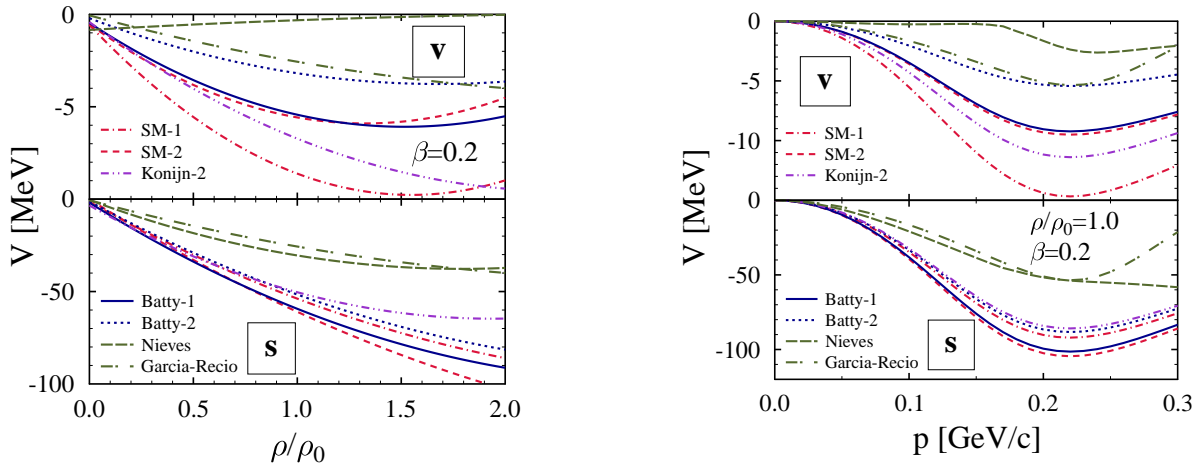 0
v
-5
SM-1
SM-2
Konijn-2
β=0.2
V [MeV]
0
-50
Batty-1
Batty-2
Nieves
Garcia-Recio
s
-100
0.0 0.5 1.0 1.5 2.0
ρ/ρ0
0
v
-5
-10
SM-1
SM-2
Konijn-2
V [MeV]
0
ρ/ρ0=1.0
β=0.2
-50
Batty-1
Batty-2
Nieves
Garcia-Recio
s
-100
0.0 0.1 0.2 0.3
p [GeV/c]